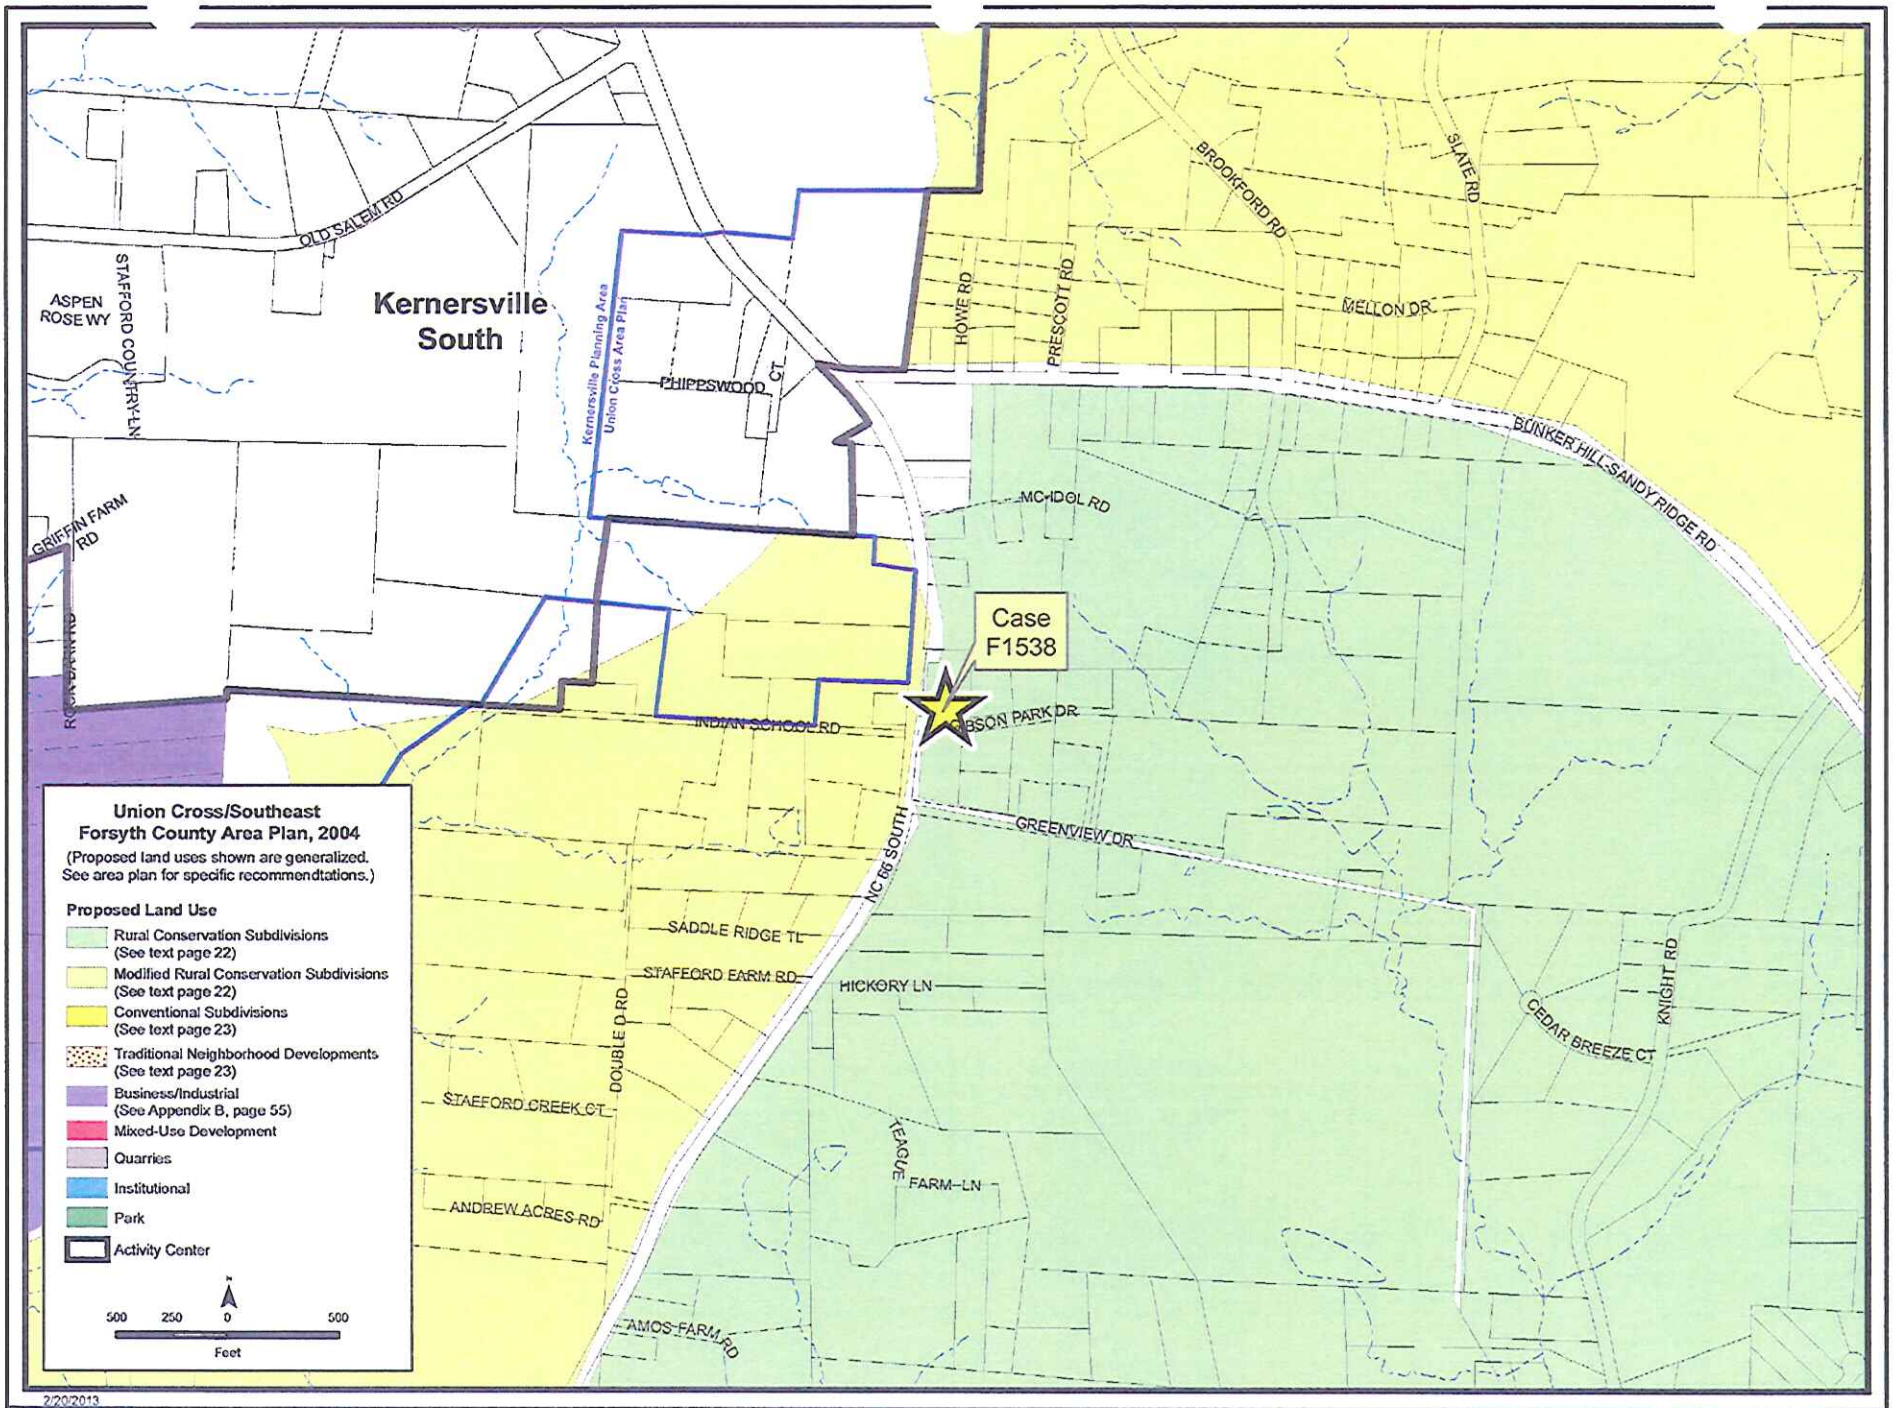 SLATE RD
BROOKFORD RD
OLD SALEM RD
STAFFORD COUNTRY LN
ASPEN
ROSE WY
Kernersville
South
Kernersville Planning Area
Union Cross Area Plan
HOWE RD
PRESCOTT RD
MELLON DR
PHIPPSWOOD CT
BUNKER HILL-SANDY RIDGE RD
MC IDOL RD
GRIFFIN FARM
RD
Case
F1538
GIBSON PARK DR
INDIAN SCHOOL RD
GREENVIEW DR
NC 66 SOUTH
SADDLE RIDGE TL
STAFFORD FARM RD
HICKORY LN
DOUBLE D RD
KNIGHT RD
CEDAR BREEZE CT
STAFFORD CREEK CT
TEAGUE
FARM LN
ANDREW ACRES RD
AMOS FARM RD
Union Cross/Southeast
Forsyth County Area Plan, 2004
(Proposed land uses shown are generalized.
See area plan for specific recommendtations.)
Proposed Land Use
Rural Conservation Subdivisions
(See text page 22)
Modified Rural Conservation Subdivisions
(See text page 22)
Conventional Subdivisions
(See text page 23)
Traditional Neighborhood Developments
(See text page 23)
Business/Industrial
(See Appendix B, page 55)
Mixed-Use Development
Quarries
Institutional
Park
Activity Center
N
500 250 0 500
Feet
2/20/2013